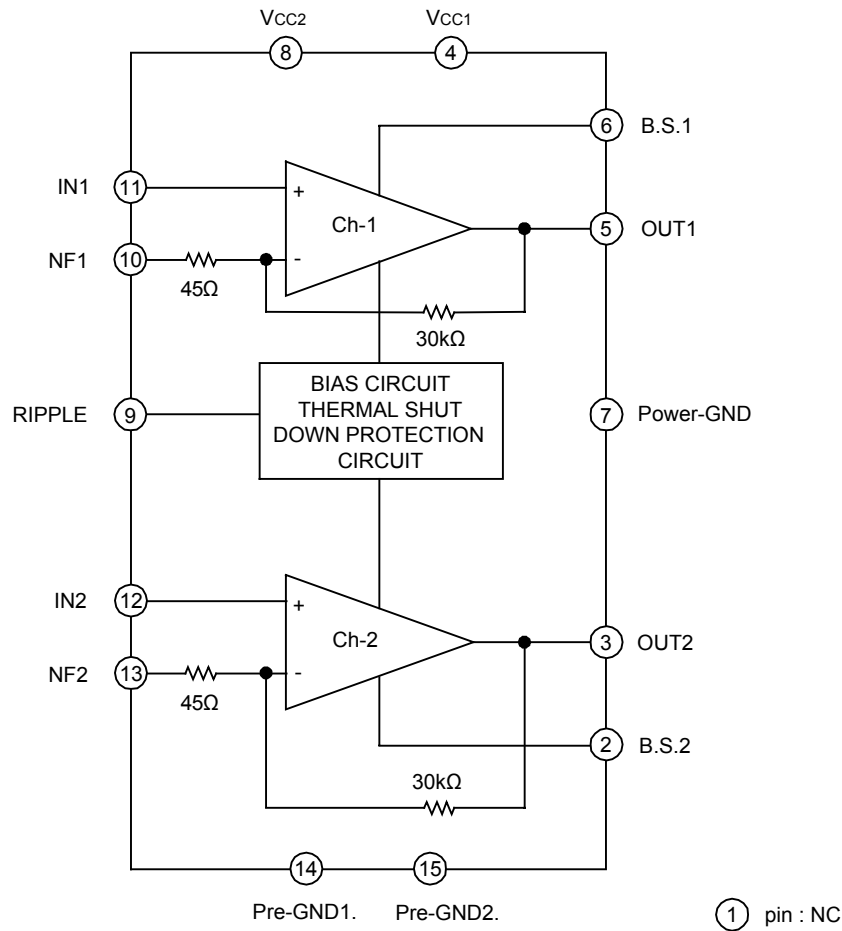 VCC2 VCC1
8 4
6 B.S.1
IN1 11 +
Ch-1 5 OUT1
NF1 10 -
45Ω
30kΩ
BIAS CIRCUIT
THERMAL SHUT
DOWN PROTECTION
CIRCUIT
RIPPLE 9
7 Power-GND
IN2 12 +
Ch-2 3 OUT2
NF2 13 -
45Ω
2 B.S.2
30kΩ
14 15
Pre-GND1. Pre-GND2.
1 pin : NC